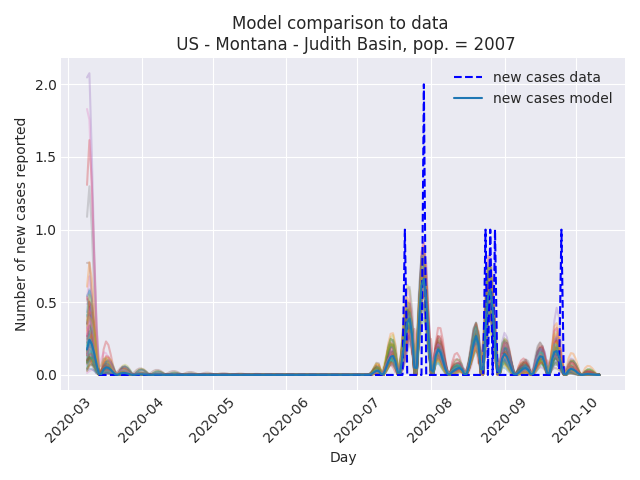 Model comparison to data
US - Montana - Judith Basin, pop. = 2007
new cases data
new cases model
Number of new cases reported
2.0
1.5
1.0
0.5
0.0
2020-03
2020-04
2020-05
2020-06
2020-07
2020-08
2020-09
2020-10
Day